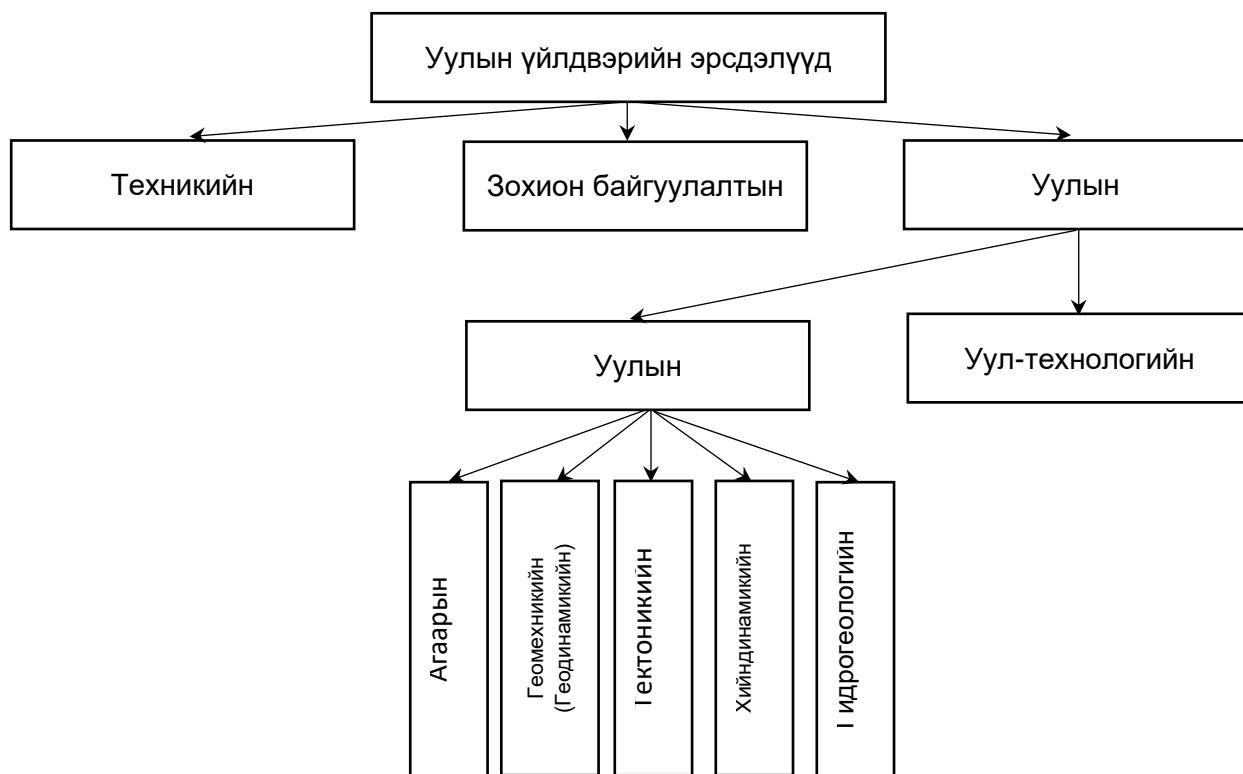 Уулын үйлдвэрийн эрсдэлүүд
Техникийн
Зохион байгуулалтын
Уулын
Уулын
Уул-технологийн
Агаарын
Геомехникийн
(Геодинамикийн)
Тектоникийн
Хийндинамикийн
Гидрогеологийн